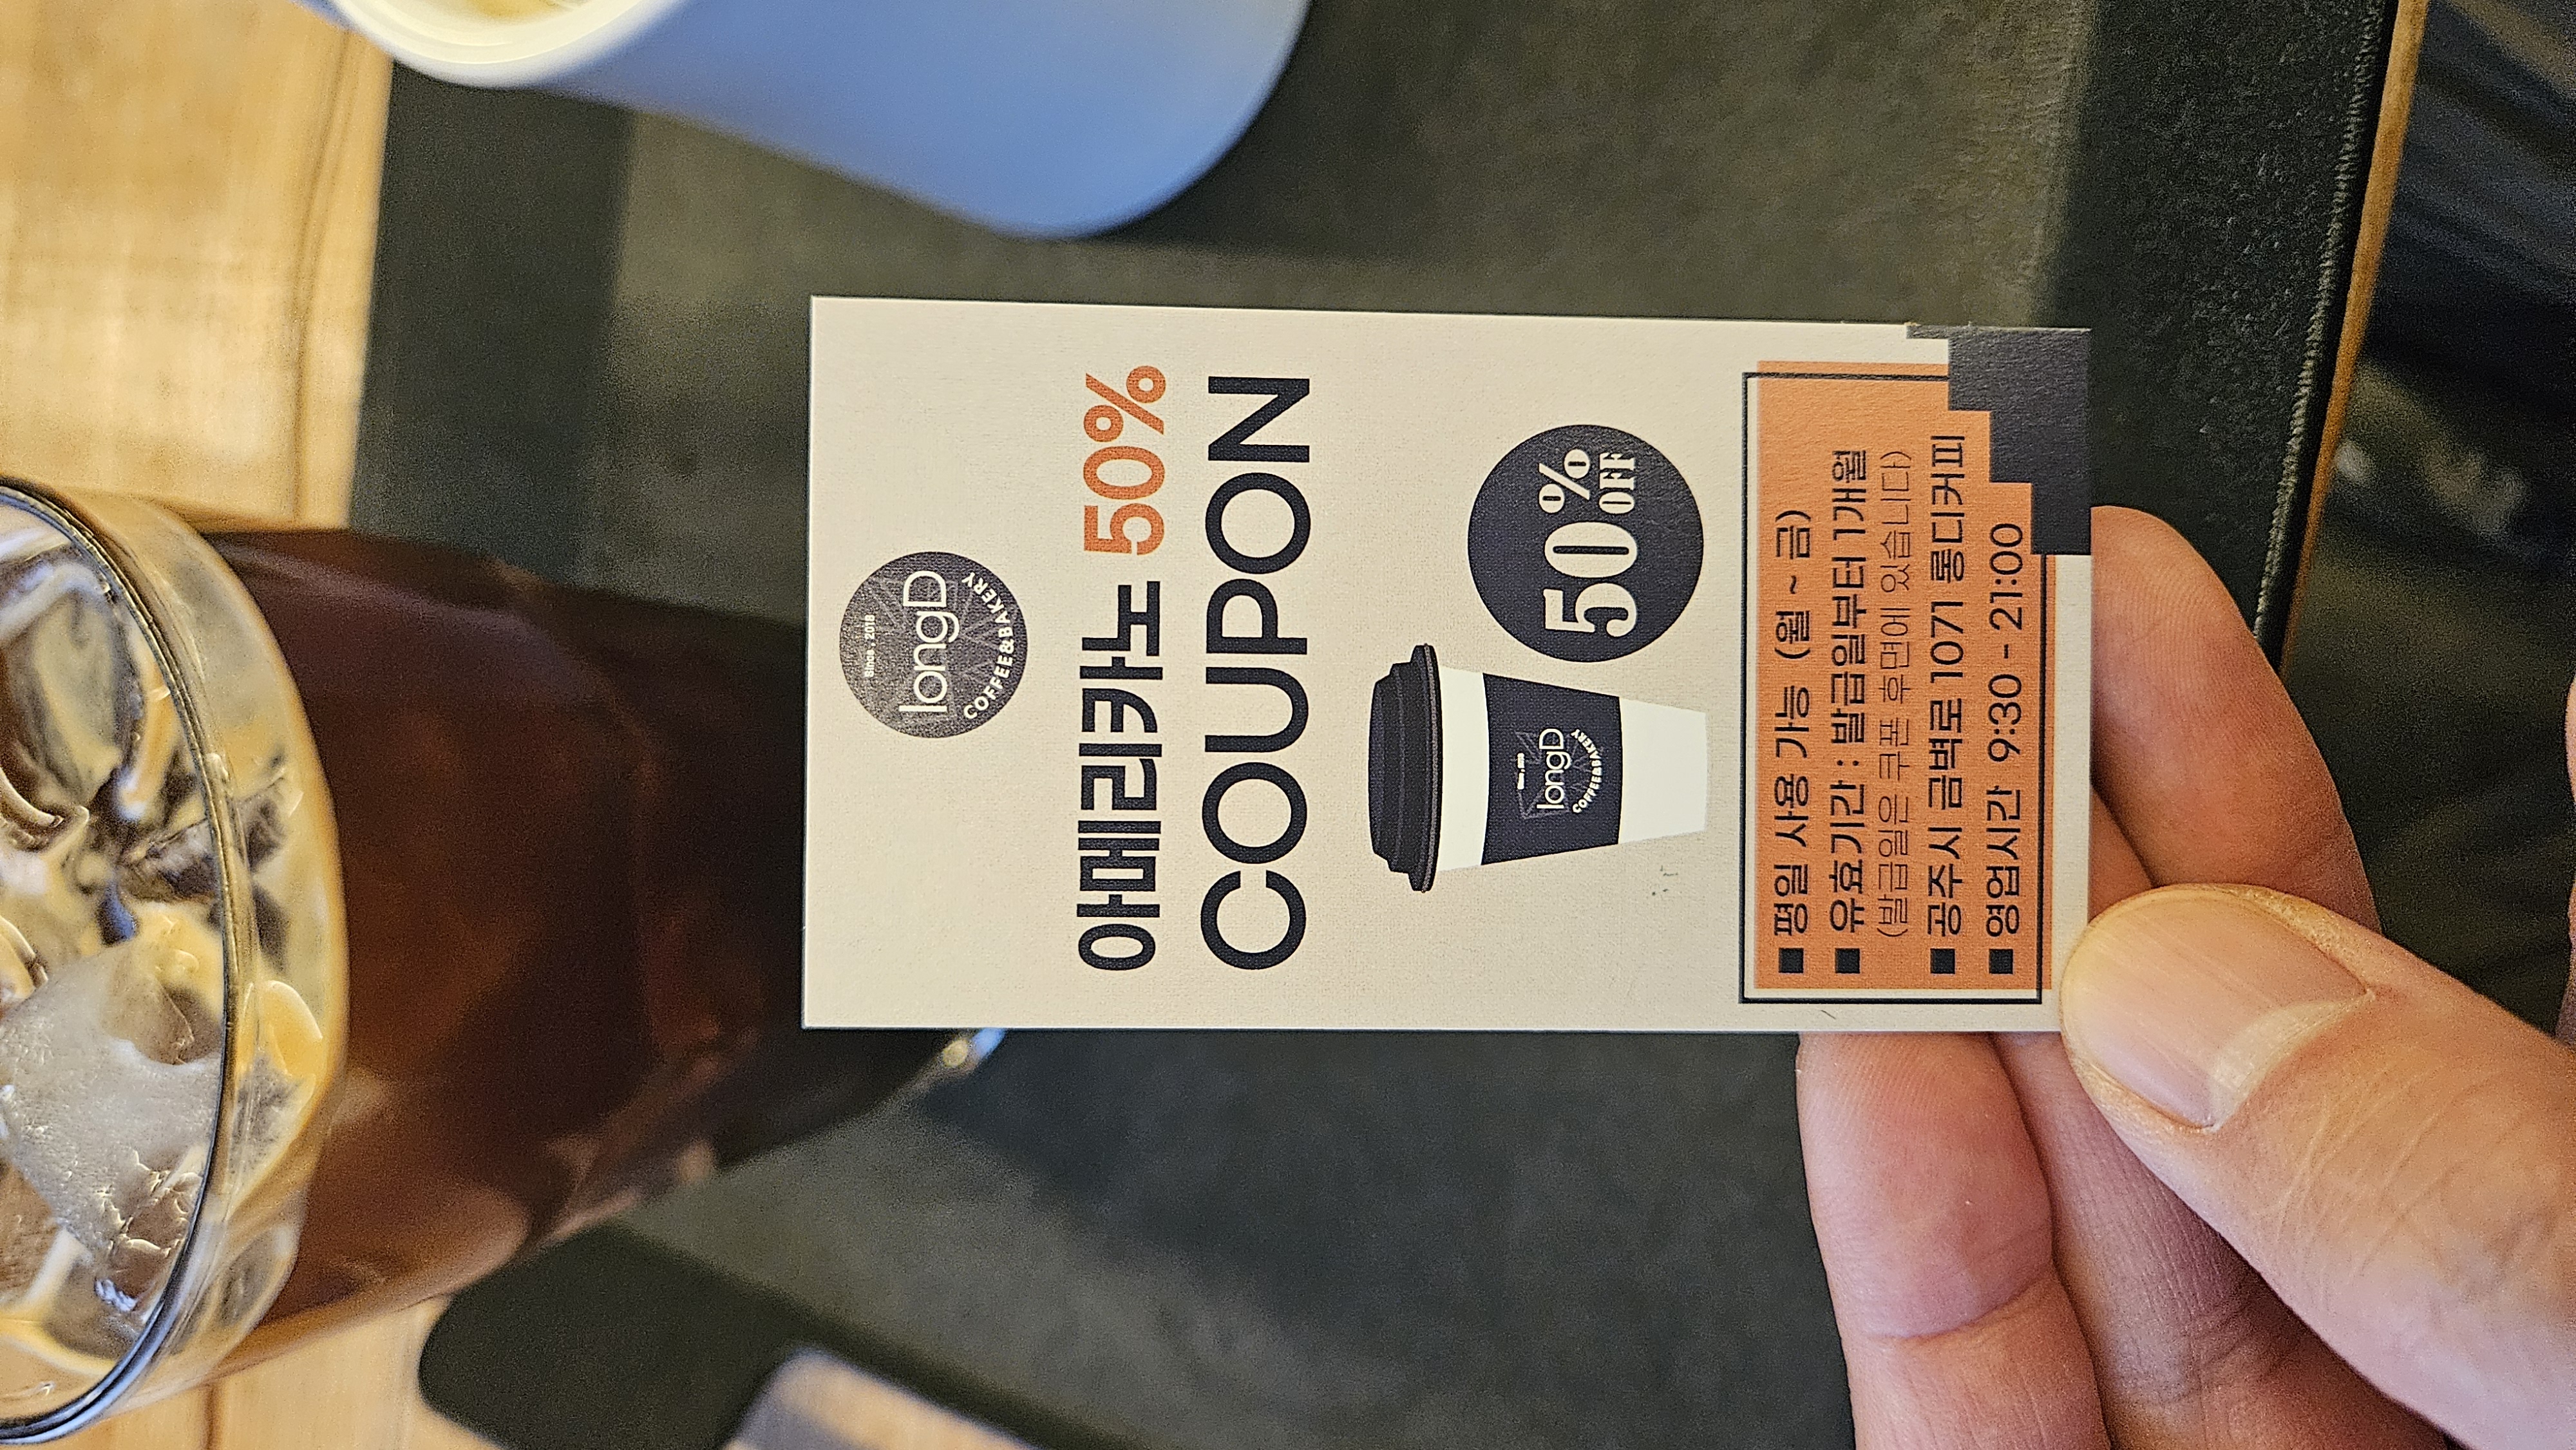 Since · 2018
longD
COFFEE&BAKERY
아메리카노 50%
COUPON
longD
COFFEE&BAKERY
50%
OFF
■ 평일 사용 가능 (월 ~ 금)
■ 유효기간 : 발급일부터 1개월
(발급일은 쿠폰 후면에 있습니다)
■ 공주시 금벽로 1071 롱디커피
■ 영업시간 9:30 - 21:00